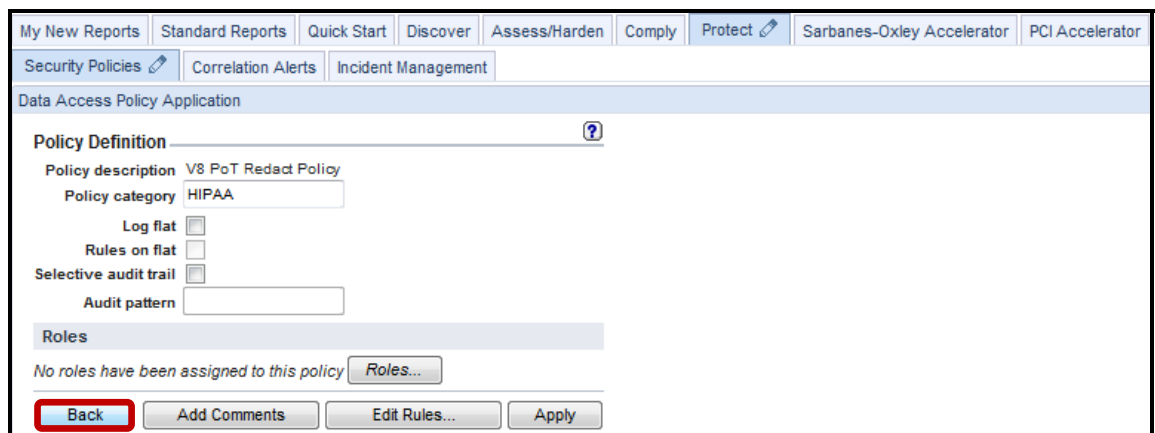 My New Reports Standard Reports Quick Start Discover Assess/Harden Comply Protect Sarbanes-Oxley Accelerator PCI Accelerator
Security Policies Correlation Alerts Incident Management
Data Access Policy Application
Policy Definition ?
Policy description V8 PoT Redact Policy
Policy category HIPAA
Log flat
Rules on flat
Selective audit trail
Audit pattern
Roles
No roles have been assigned to this policy Roles...
Back Add Comments Edit Rules... Apply